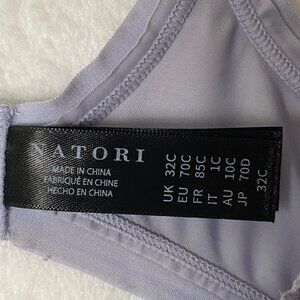 NATORI
MADE IN CHINA
FABRIQUÉ EN CHINE
HECHO EN CHINA
UK 32C
EU 70C
FR 85C
IT 1C
AU 10C
JP 70D
32C